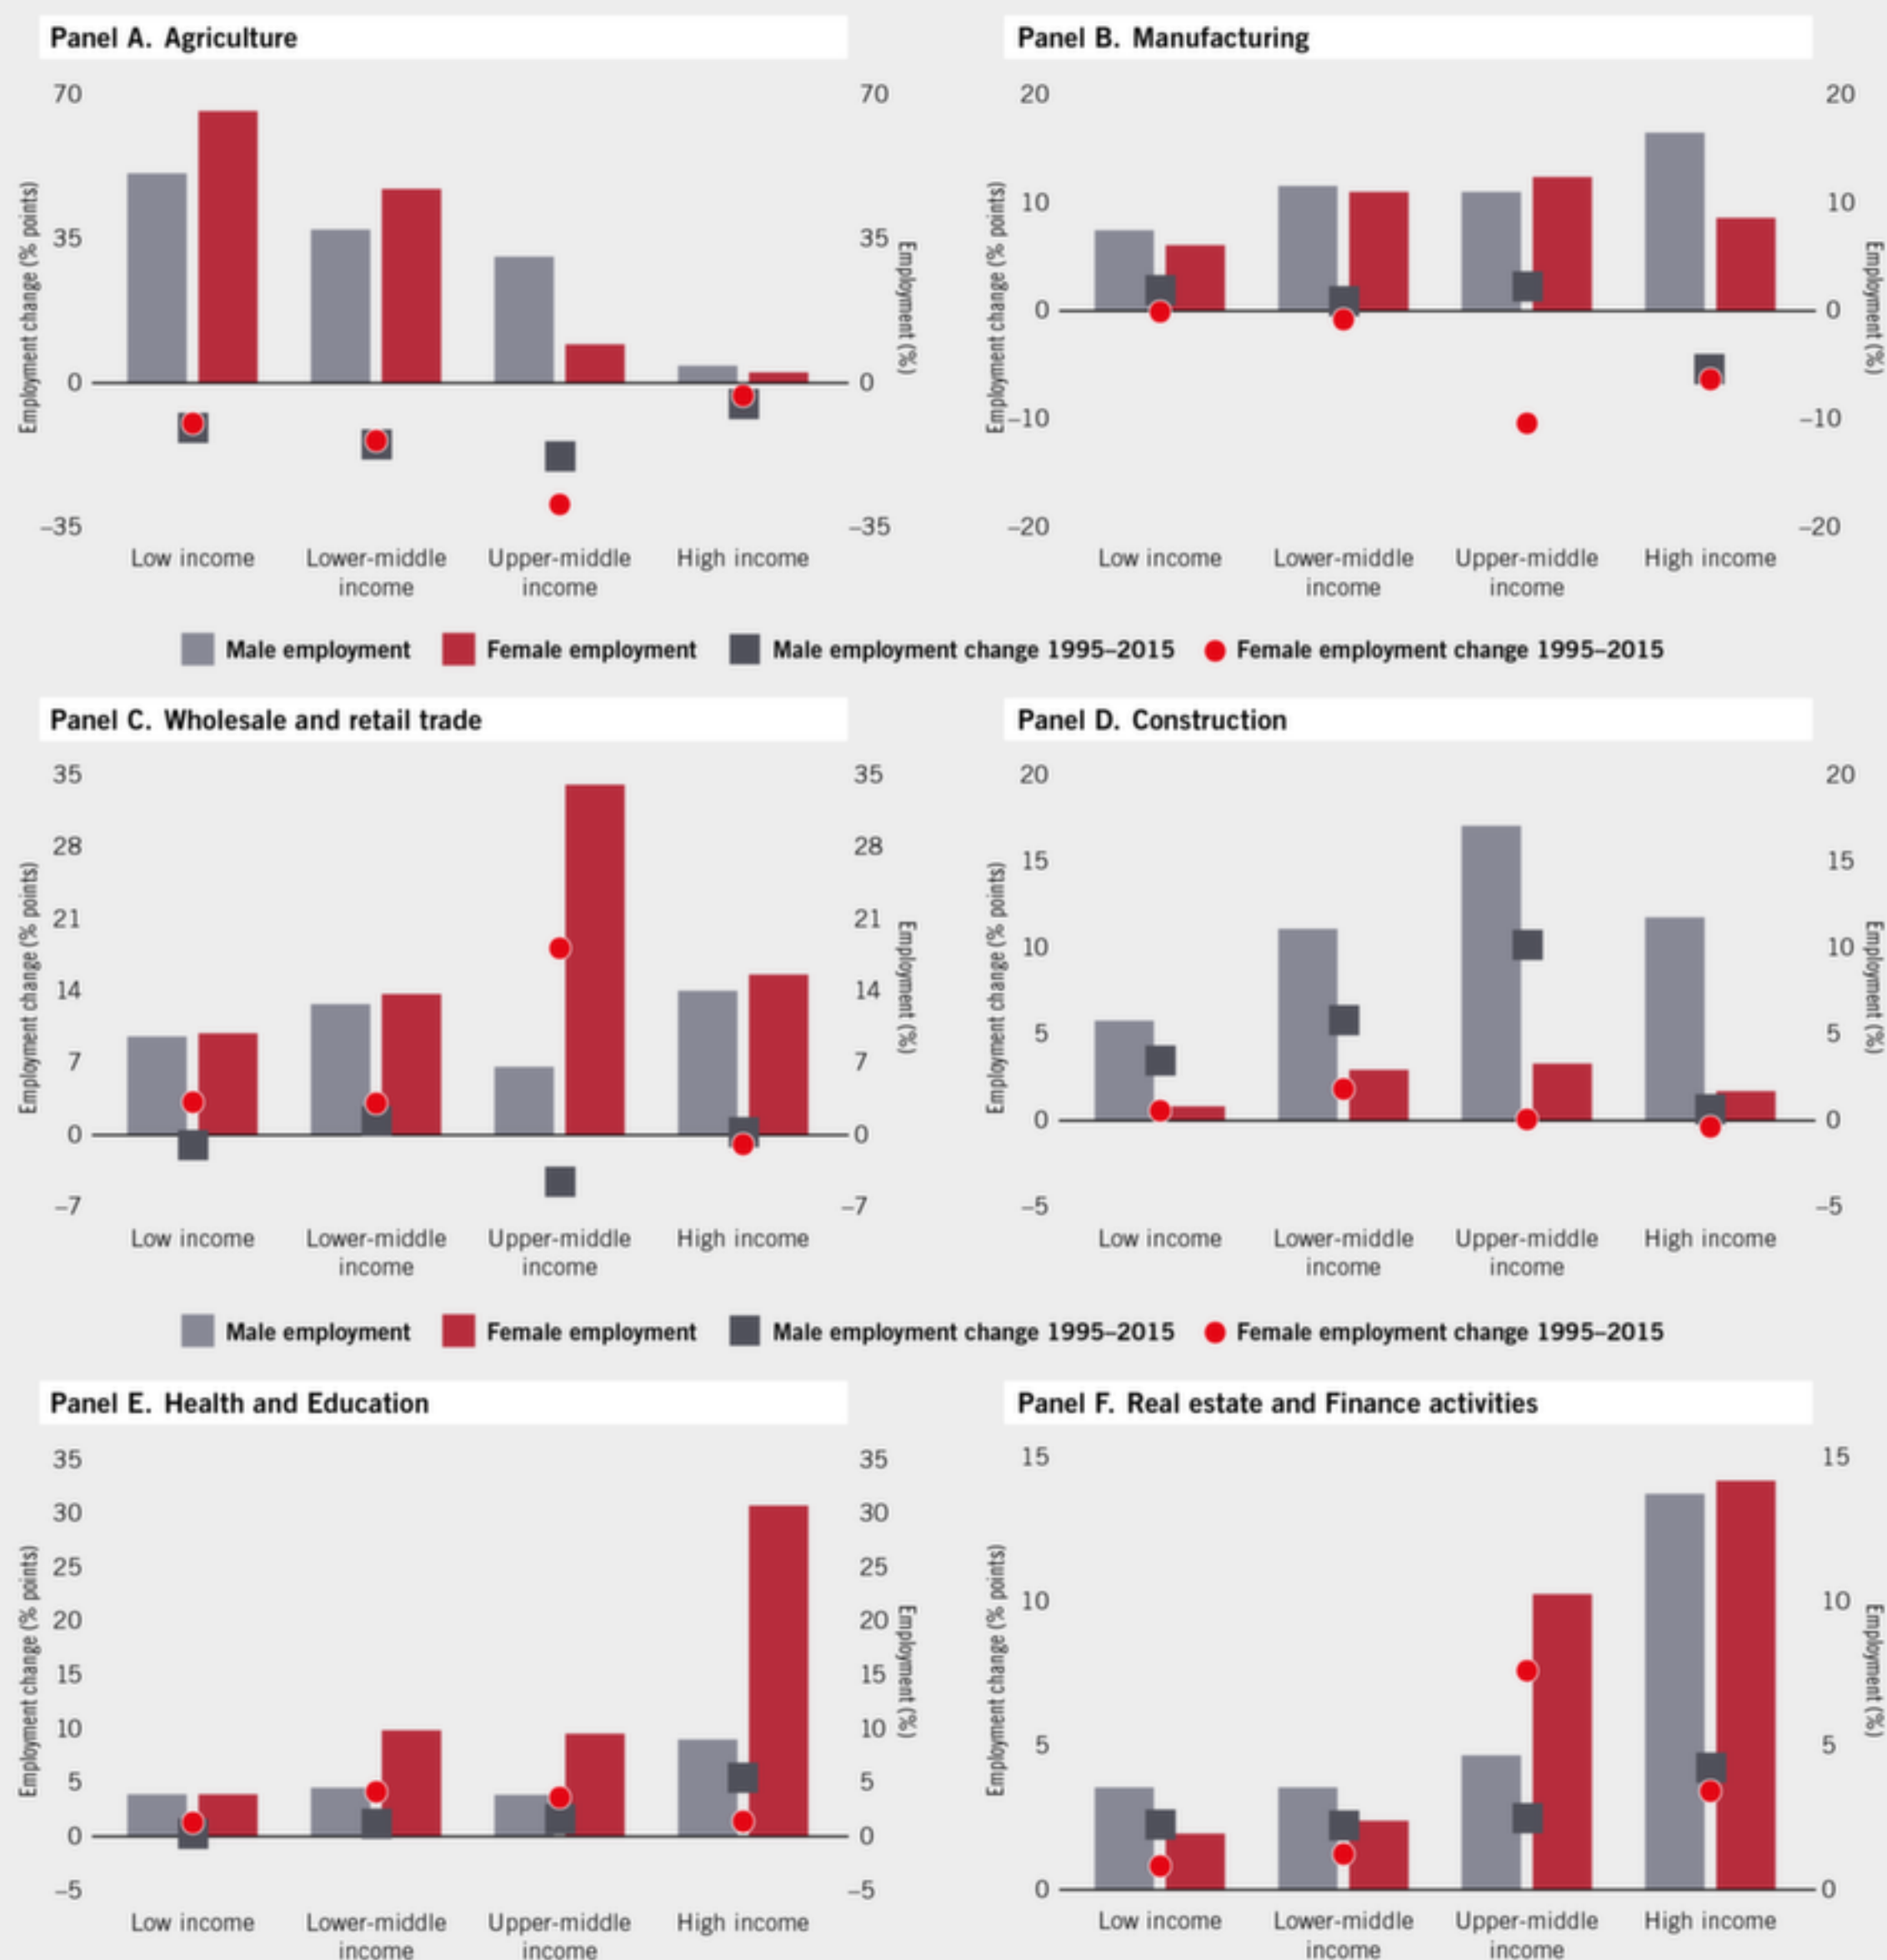 Panel A. Agriculture
70
35
0
–35
70
35
0
–35
Employment change (% points)
Employment (%)
Low income
Lower-middle
income
Upper-middle
income
High income
Panel B. Manufacturing
20
10
0
–10
–20
20
10
0
–10
–20
Employment change (% points)
Employment (%)
Low income
Lower-middle
income
Upper-middle
income
High income
Male employment
Female employment
Male employment change 1995–2015
Female employment change 1995–2015
Panel C. Wholesale and retail trade
35
28
21
14
7
0
–7
35
28
21
14
7
0
–7
Employment change (% points)
Employment (%)
Low income
Lower-middle
income
Upper-middle
income
High income
Panel D. Construction
20
15
10
5
0
–5
20
15
10
5
0
–5
Employment change (% points)
Employment (%)
Low income
Lower-middle
income
Upper-middle
income
High income
Male employment
Female employment
Male employment change 1995–2015
Female employment change 1995–2015
Panel E. Health and Education
35
30
25
20
15
10
5
0
–5
35
30
25
20
15
10
5
0
–5
Employment change (% points)
Employment (%)
Low income
Lower-middle
income
Upper-middle
income
High income
Panel F. Real estate and Finance activities
15
10
5
0
15
10
5
0
Employment change (% points)
Employment (%)
Low income
Lower-middle
income
Upper-middle
income
High income